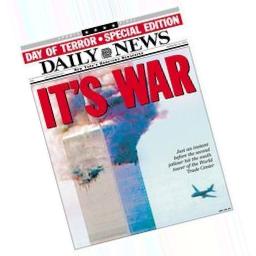 DAY OF TERROR • SPECIAL EDITION
DAILY NEWS
IT'S WAR
Just an instant
before the second
jetliner hit the south
tower of the World
Trade Center